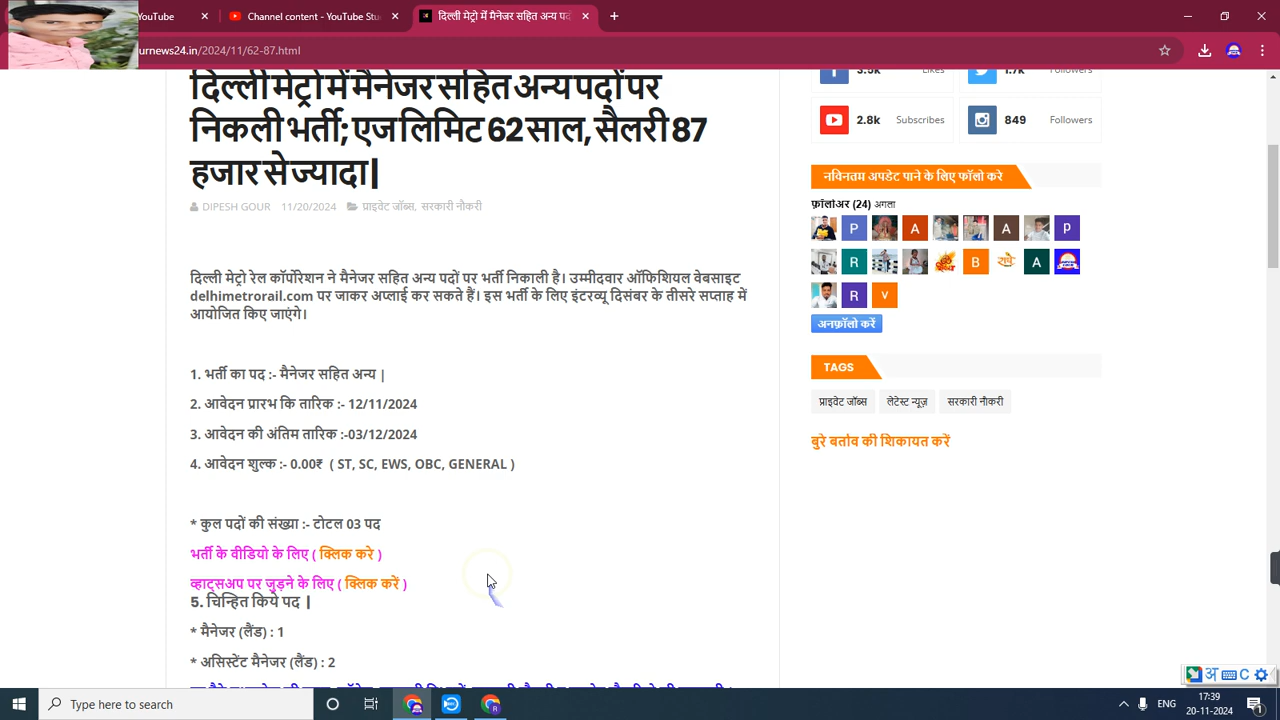 YouTube
Channel content - YouTube Stu
दिल्ली मेट्रो में मैनेजर सहित अन्य पदों
urnews24.in/2024/11/62-87.html
दिल्ली मेट्रो में मैनेजर सहित अन्य पदों पर
निकली भर्ती; एज लिमिट 62 साल, सैलरी 87
हजार से ज्यादा|
DIPESH GOUR 11/20/2024 प्राइवेट जॉब्स, सरकारी नौकरी
दिल्ली मेट्रो रेल कॉर्पोरेशन ने मैनेजर सहित अन्य पदों पर भर्ती निकाली है। उम्मीदवार ऑफिशियल वेबसाइट
delhimetrorail.com पर जाकर अप्लाई कर सकते हैं। इस भर्ती के लिए इंटरव्यू दिसंबर के तीसरे सप्ताह में
आयोजित किए जाएंगे।
1. भर्ती का पद :- मैनेजर सहित अन्य |
2. आवेदन प्रारभ कि तारिक :- 12/11/2024
3. आवेदन की अंतिम तारिक :-03/12/2024
4. आवेदन शुल्क :- 0.00₹ ( ST, SC, EWS, OBC, GENERAL )
* कुल पदों की संख्या :- टोटल 03 पद
भर्ती के वीडियो के लिए ( क्लिक करे )
व्हाट्सअप पर जुड़ने के लिए ( क्लिक करें )
5. चिन्हित किये पद |
* मैनेजर (लैंड) : 1
* असिस्टेंट मैनेजर (लैंड) : 2
3.5k Likes
1.7k Followers
2.8k Subscribes
849 Followers
नविनतम अपडेट पाने के लिए फॉलो करे
फ़ॉलोअर (24) अगला
P A A P
R B A
R V
अनफ़ॉलो करें
TAGS
प्राइवेट जॉब्स लेटेस्ट न्यूज़ सरकारी नौकरी
बुरे बर्ताव की शिकायत करें
अ C
Type here to search
ENG
17:39
20-11-2024